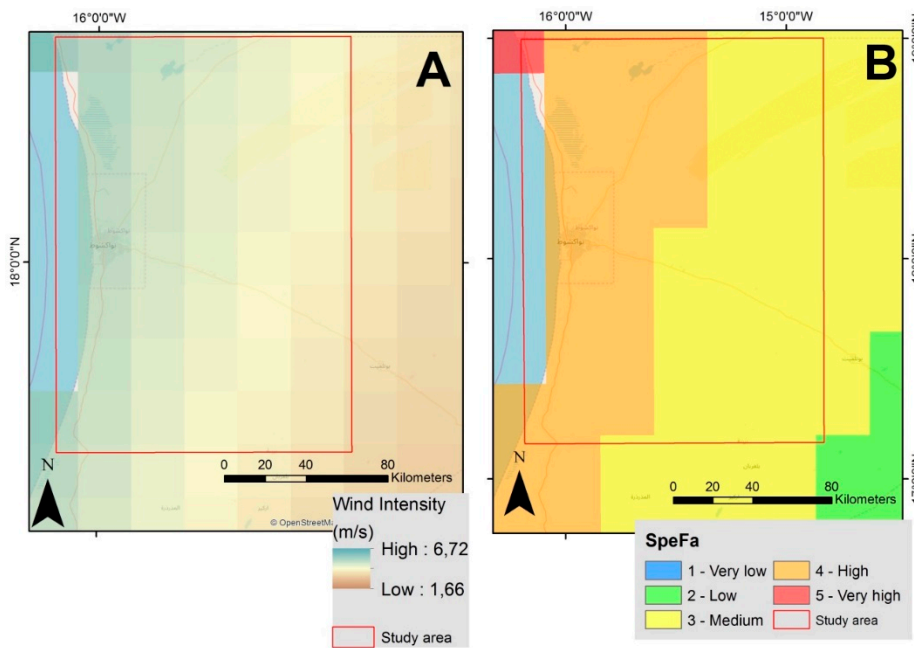 16°0'0"W
16°0'0"W
15°0'0"W
A
B
18°0'0"N
نواكشوط
نواكشوط
N
0 20 40 80
Kilometers
© OpenStreetMa
Wind Intensity
(m/s)
High : 6,72
Low : 1,66
Study area
N
0 20 40 80
Kilometers
SpeFa
1 - Very low
2 - Low
3 - Medium
4 - High
5 - Very high
Study area